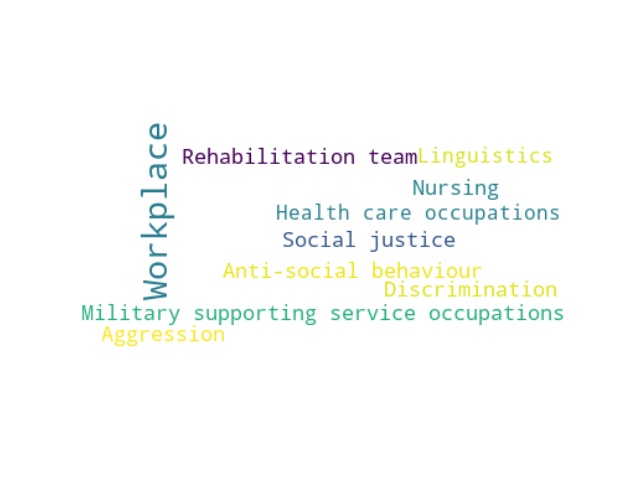 Workplace
Rehabilitation team
Linguistics
Nursing
Health care occupations
Social justice
Anti-social behaviour
Discrimination
Military supporting service occupations
Aggression